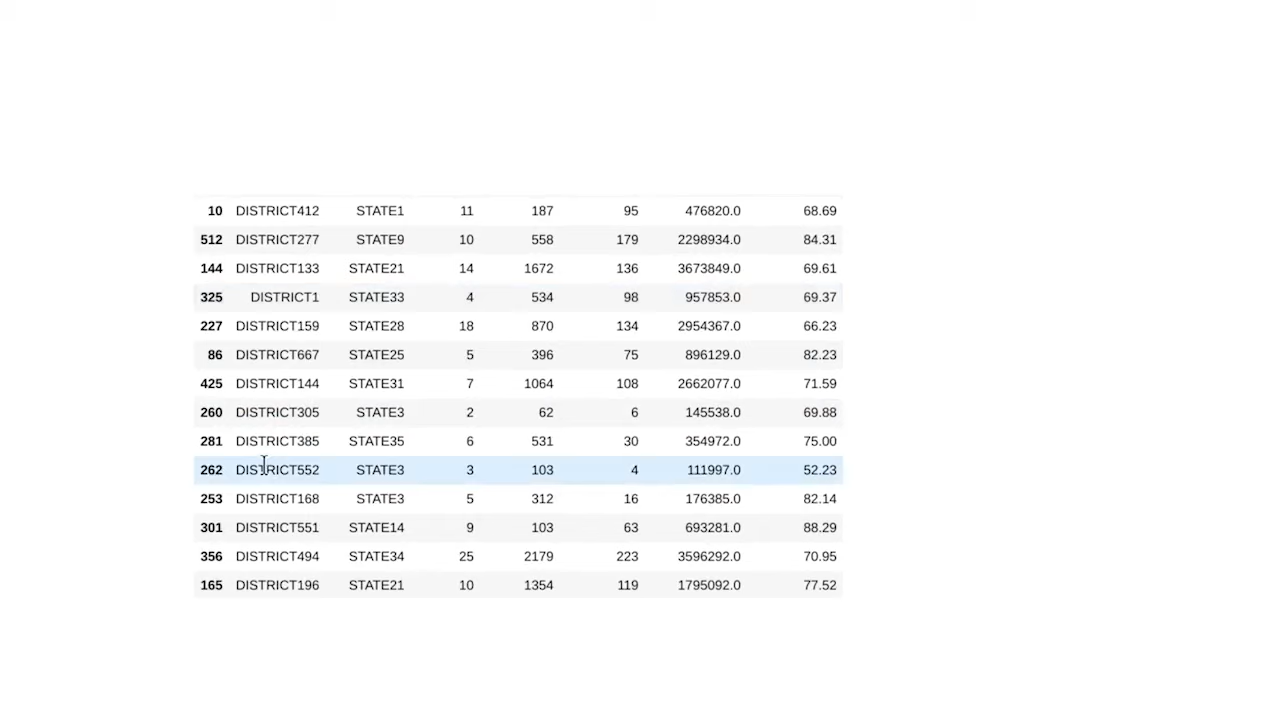 10 DISTRICT412 STATE1 11 187 95 476820.0 68.69
512 DISTRICT277 STATE9 10 558 179 2298934.0 84.31
144 DISTRICT133 STATE21 14 1672 136 3673849.0 69.61
325 DISTRICT1 STATE33 4 534 98 957853.0 69.37
227 DISTRICT159 STATE28 18 870 134 2954367.0 66.23
86 DISTRICT667 STATE25 5 396 75 896129.0 82.23
425 DISTRICT144 STATE31 7 1064 108 2662077.0 71.59
260 DISTRICT305 STATE3 2 62 6 145538.0 69.88
281 DISTRICT385 STATE35 6 531 30 354972.0 75.00
262 DISTRICT552 STATE3 3 103 4 111997.0 52.23
253 DISTRICT168 STATE3 5 312 16 176385.0 82.14
301 DISTRICT551 STATE14 9 103 63 693281.0 88.29
356 DISTRICT494 STATE34 25 2179 223 3596292.0 70.95
165 DISTRICT196 STATE21 10 1354 119 1795092.0 77.52